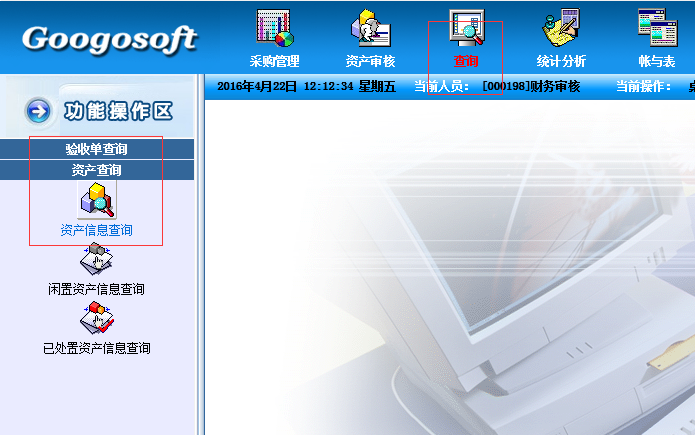 Googosoft
采购管理
资产审核
查询
统计分析
帐与表
2016年4月22日 12:12:34 星期五 当前人员： [000198]财务审核 当前操作：
功能操作区
验收单查询
资产查询
资产信息查询
闲置资产信息查询
已处置资产信息查询